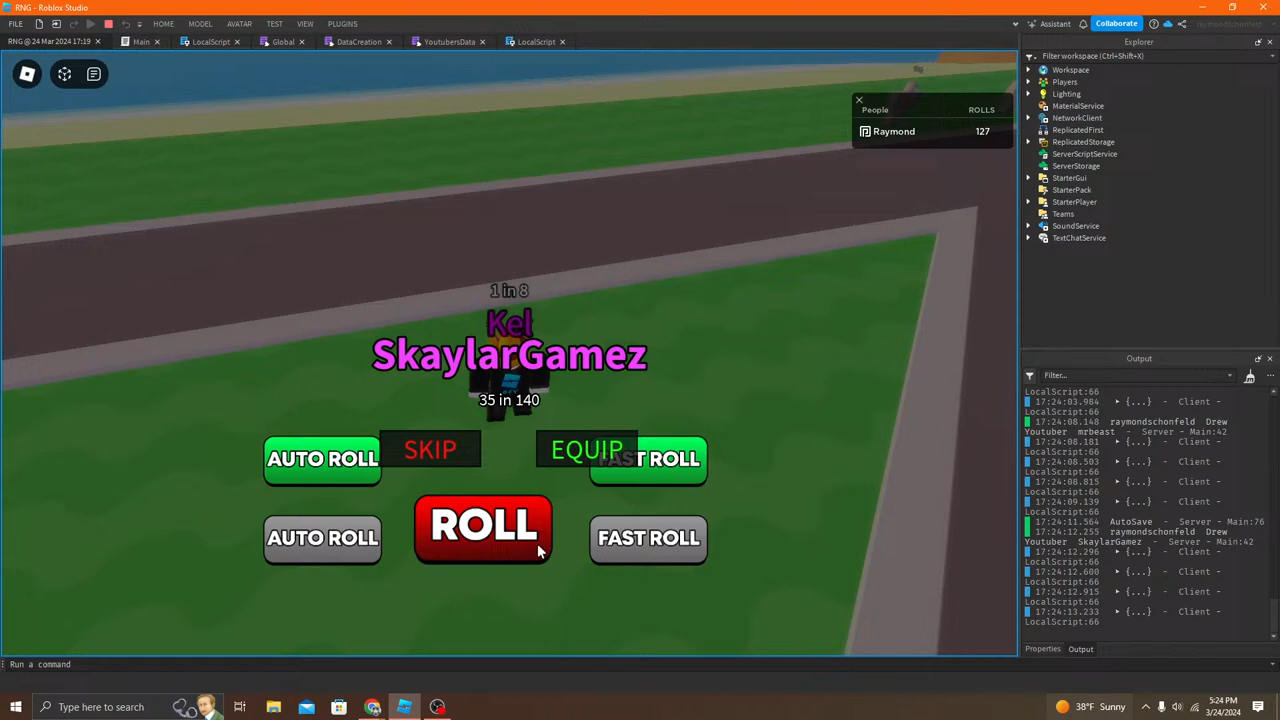 RNG - Roblox Studio
FILE HOME MODEL AVATAR TEST VIEW PLUGINS Assistant Collaborate raymondschonfeld
RNG @ 24 Mar 2024 17:19 Main LocalScript Global DataCreation YoutubersData LocalScript
Explorer
Filter workspace (Ctrl+Shift+X)
Workspace
Players
Lighting
MaterialService
NetworkClient
ReplicatedFirst
ReplicatedStorage
ServerScriptService
ServerStorage
StarterGui
StarterPack
StarterPlayer
Teams
SoundService
TextChatService
People ROLLS
Raymond 127
1 in 8
Kel
SkaylarGamez
35 in 140
SKIP EQUIP
AUTO ROLL FAST ROLL
ROLL
AUTO ROLL FAST ROLL
Output
Filter...
LocalScript:66
17:24:03.984 ▶ {...} - Client -
LocalScript:66
17:24:08.148 raymondschonfeld Drew
Youtuber mrbeast - Server - Main:42
17:24:08.181 ▶ {...} - Client -
LocalScript:66
17:24:08.503 ▶ {...} - Client -
LocalScript:66
17:24:08.815 ▶ {...} - Client -
LocalScript:66
17:24:09.139 ▶ {...} - Client -
LocalScript:66
17:24:11.564 AutoSave - Server - Main:76
17:24:12.255 raymondschonfeld Drew
Youtuber SkaylarGamez - Server - Main:42
17:24:12.296 ▶ {...} - Client -
LocalScript:66
17:24:12.600 ▶ {...} - Client -
LocalScript:66
17:24:12.915 ▶ {...} - Client -
LocalScript:66
17:24:13.233 ▶ {...} - Client -
LocalScript:66
Properties Output
Run a command
Type here to search
38°F Sunny
5:24 PM
3/24/2024